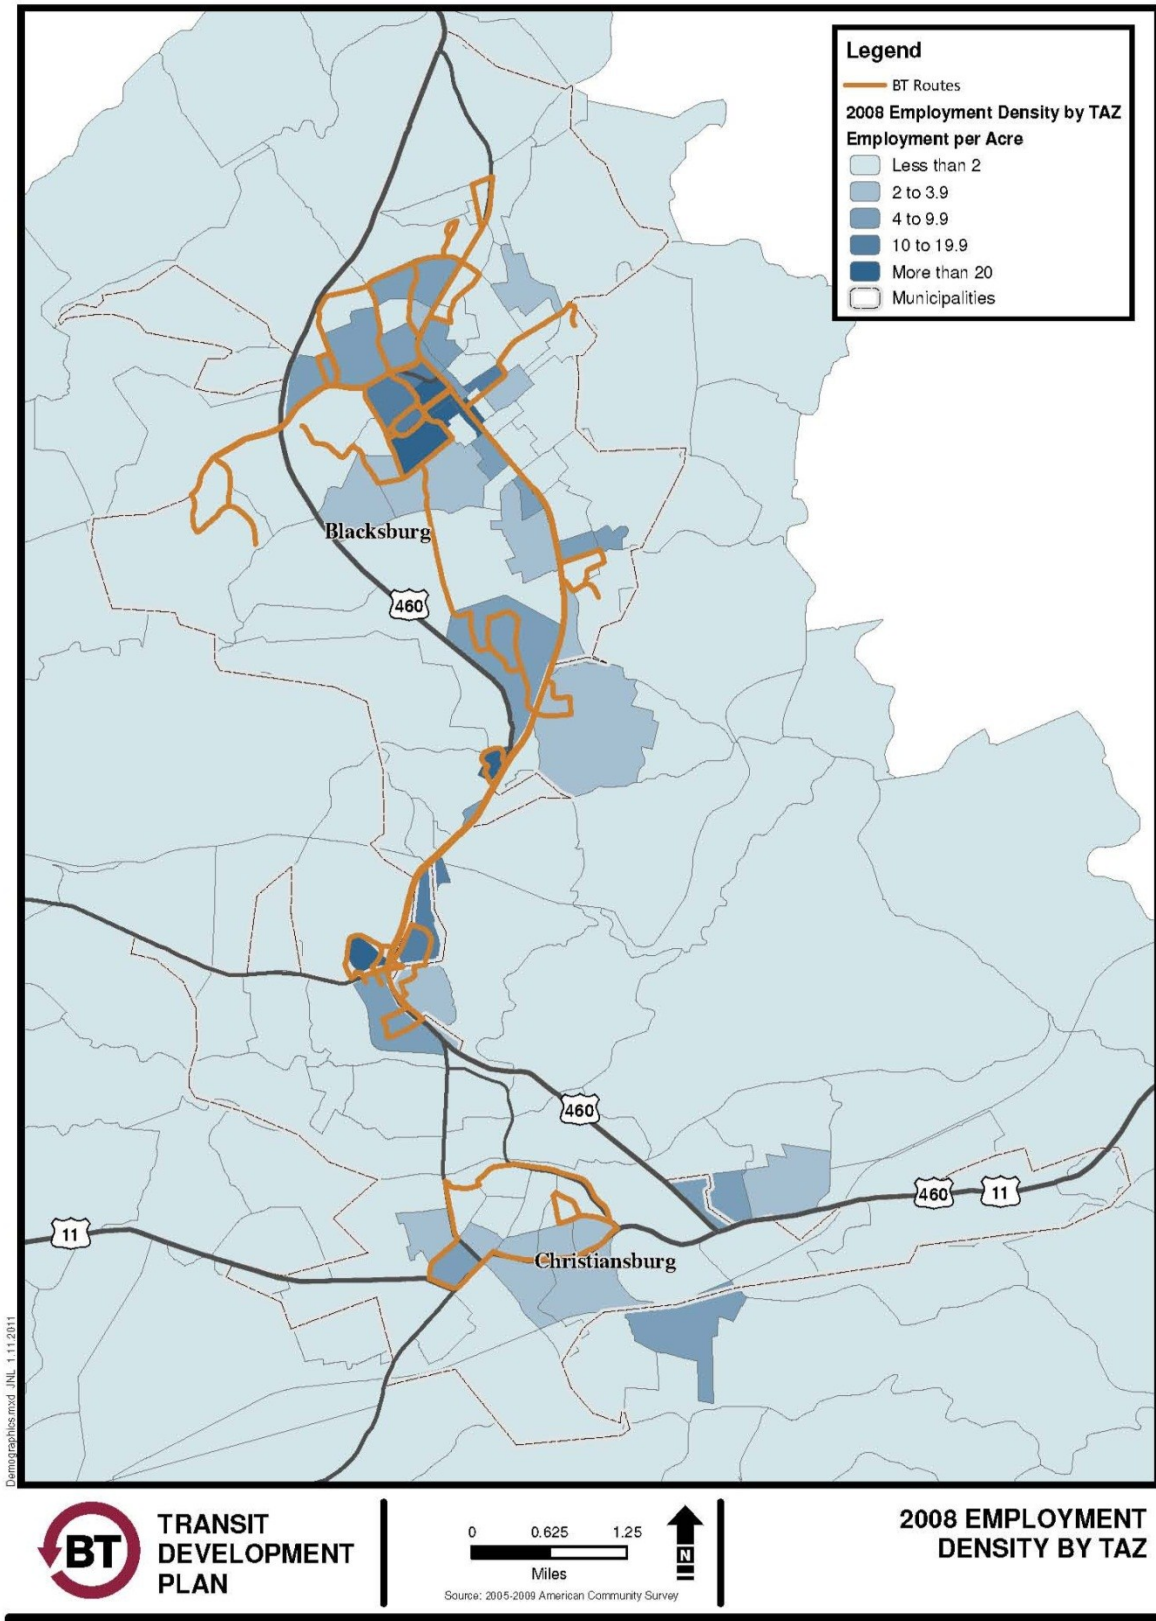 Legend
BT Routes
2008 Employment Density by TAZ
Employment per Acre
Less than 2
2 to 3.9
4 to 9.9
10 to 19.9
More than 20
Municipalities
Blacksburg
460
460
460
11
11
Christiansburg
Demographics.mxd JNL 1.11.2011
BT
TRANSIT
DEVELOPMENT
PLAN
0 0.625 1.25
Miles
Source: 2005-2009 American Community Survey
N
2008 EMPLOYMENT
DENSITY BY TAZ